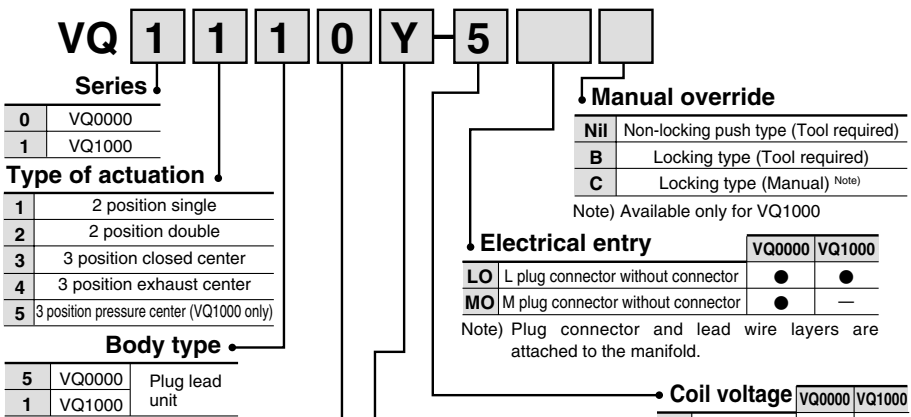 VQ 1 1 1 0 Y - 5
Series
0 VQ0000
1 VQ1000
Type of actuation
1 2 position single
2 2 position double
3 3 position closed center
4 3 position exhaust center
5 3 position pressure center (VQ1000 only)
Body type
5 VQ0000 Plug lead
1 VQ1000 unit
Manual override
Nil Non-locking push type (Tool required)
B Locking type (Tool required)
C Locking type (Manual) Note)
Note) Available only for VQ1000
Electrical entry VQ0000 VQ1000
LO L plug connector without connector ● ●
MO M plug connector without connector ● —
Note) Plug connector and lead wire layers are
attached to the manifold.
Coil voltage VQ0000 VQ1000